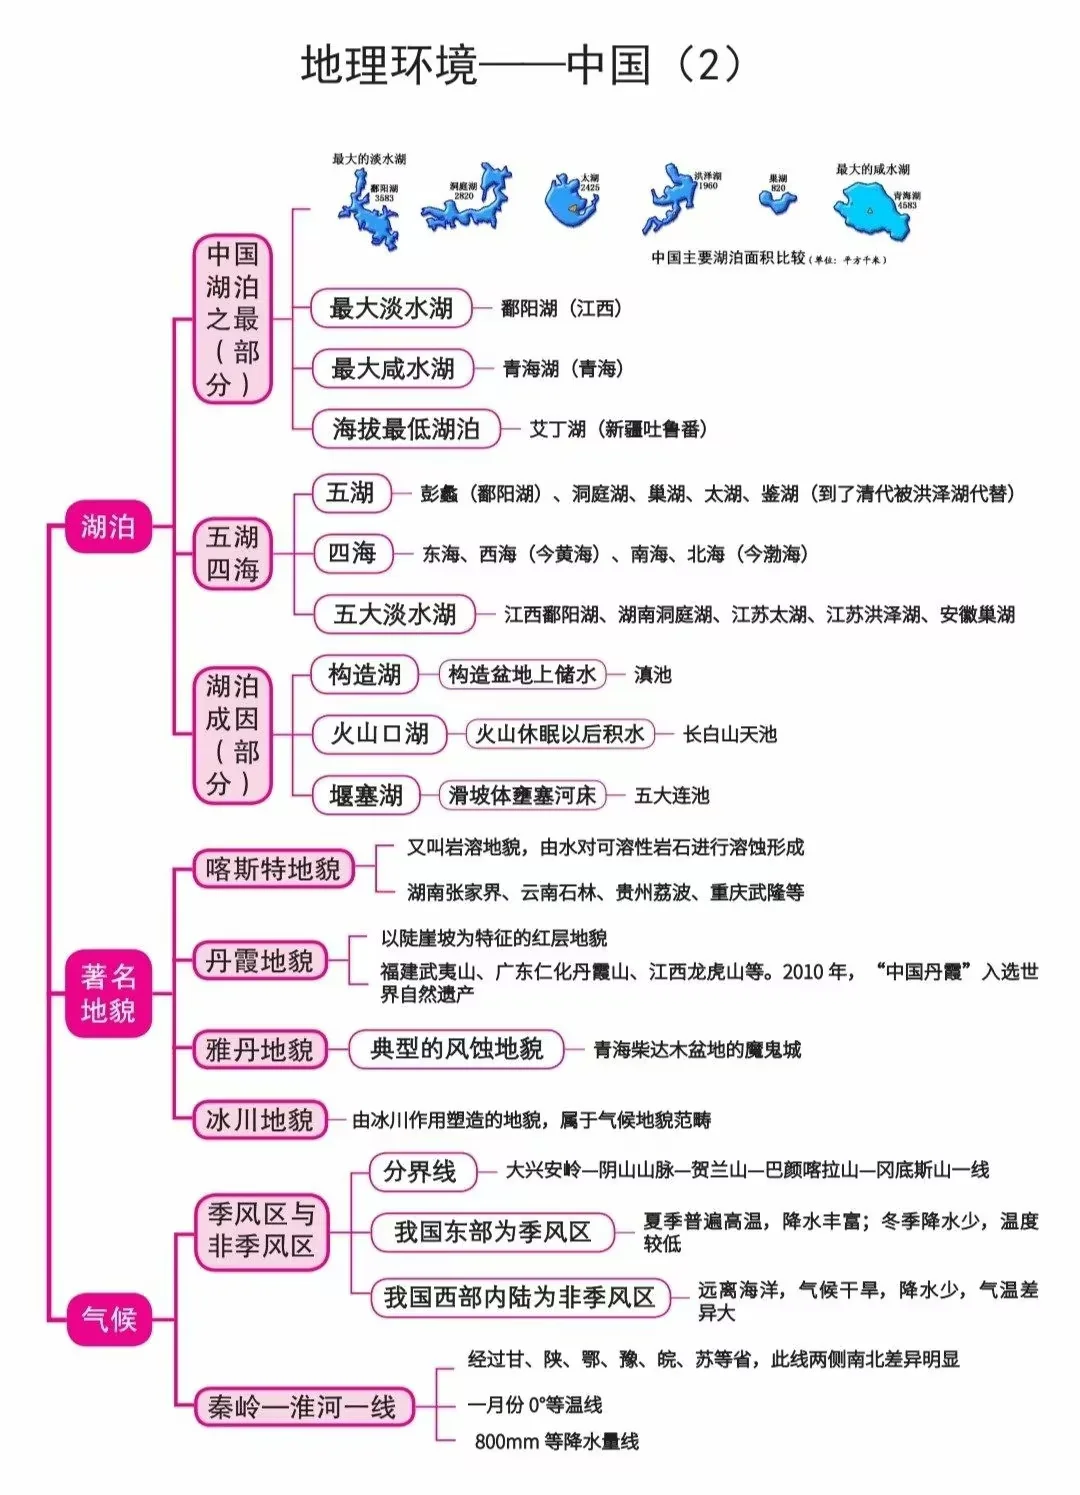 地理环境——中国（2）
最大的淡水湖
鄱阳湖
3583
洞庭湖
2820
太湖
2425
洪泽湖
1960
巢湖
820
最大的咸水湖
青海湖
4583
中国主要湖泊面积比较（单位：平方千米）
湖泊
中国
湖泊
之最
（部
分）
最大淡水湖
鄱阳湖（江西）
最大咸水湖
青海湖（青海）
海拔最低湖泊
艾丁湖（新疆吐鲁番）
五湖
四海
五湖
彭蠡（鄱阳湖）、洞庭湖、巢湖、太湖、鉴湖（到了清代被洪泽湖代替）
四海
东海、西海（今黄海）、南海、北海（今渤海）
五大淡水湖
江西鄱阳湖、湖南洞庭湖、江苏太湖、江苏洪泽湖、安徽巢湖
湖泊
成因
（部
分）
构造湖
构造盆地上储水
滇池
火山口湖
火山休眠以后积水
长白山天池
堰塞湖
滑坡体壅塞河床
五大连池
著名
地貌
喀斯特地貌
又叫岩溶地貌，由水对可溶性岩石进行溶蚀形成
湖南张家界、云南石林、贵州荔波、重庆武隆等
丹霞地貌
以陡崖坡为特征的红层地貌
福建武夷山、广东仁化丹霞山、江西龙虎山等。2010 年，“中国丹霞”入选世
界自然遗产
雅丹地貌
典型的风蚀地貌
青海柴达木盆地的魔鬼城
冰川地貌
由冰川作用塑造的地貌，属于气候地貌范畴
气候
季风区与
非季风区
分界线
大兴安岭—阴山山脉—贺兰山—巴颜喀拉山—冈底斯山一线
我国东部为季风区
夏季普遍高温，降水丰富；冬季降水少，温度
较低
我国西部内陆为非季风区
远离海洋，气候干旱，降水少，气温差
异大
秦岭—淮河一线
经过甘、陕、鄂、豫、皖、苏等省，此线两侧南北差异明显
一月份 0°等温线
800mm 等降水量线